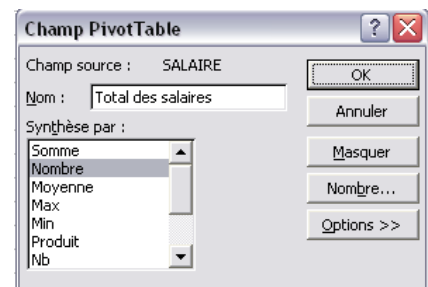 Champ PivotTable
Champ source : SALAIRE
Nom : Total des salaires
Synthèse par :
Somme
Nombre
Moyenne
Max
Min
Produit
Nb
OK
Annuler
Masquer
Nombre...
Options >>